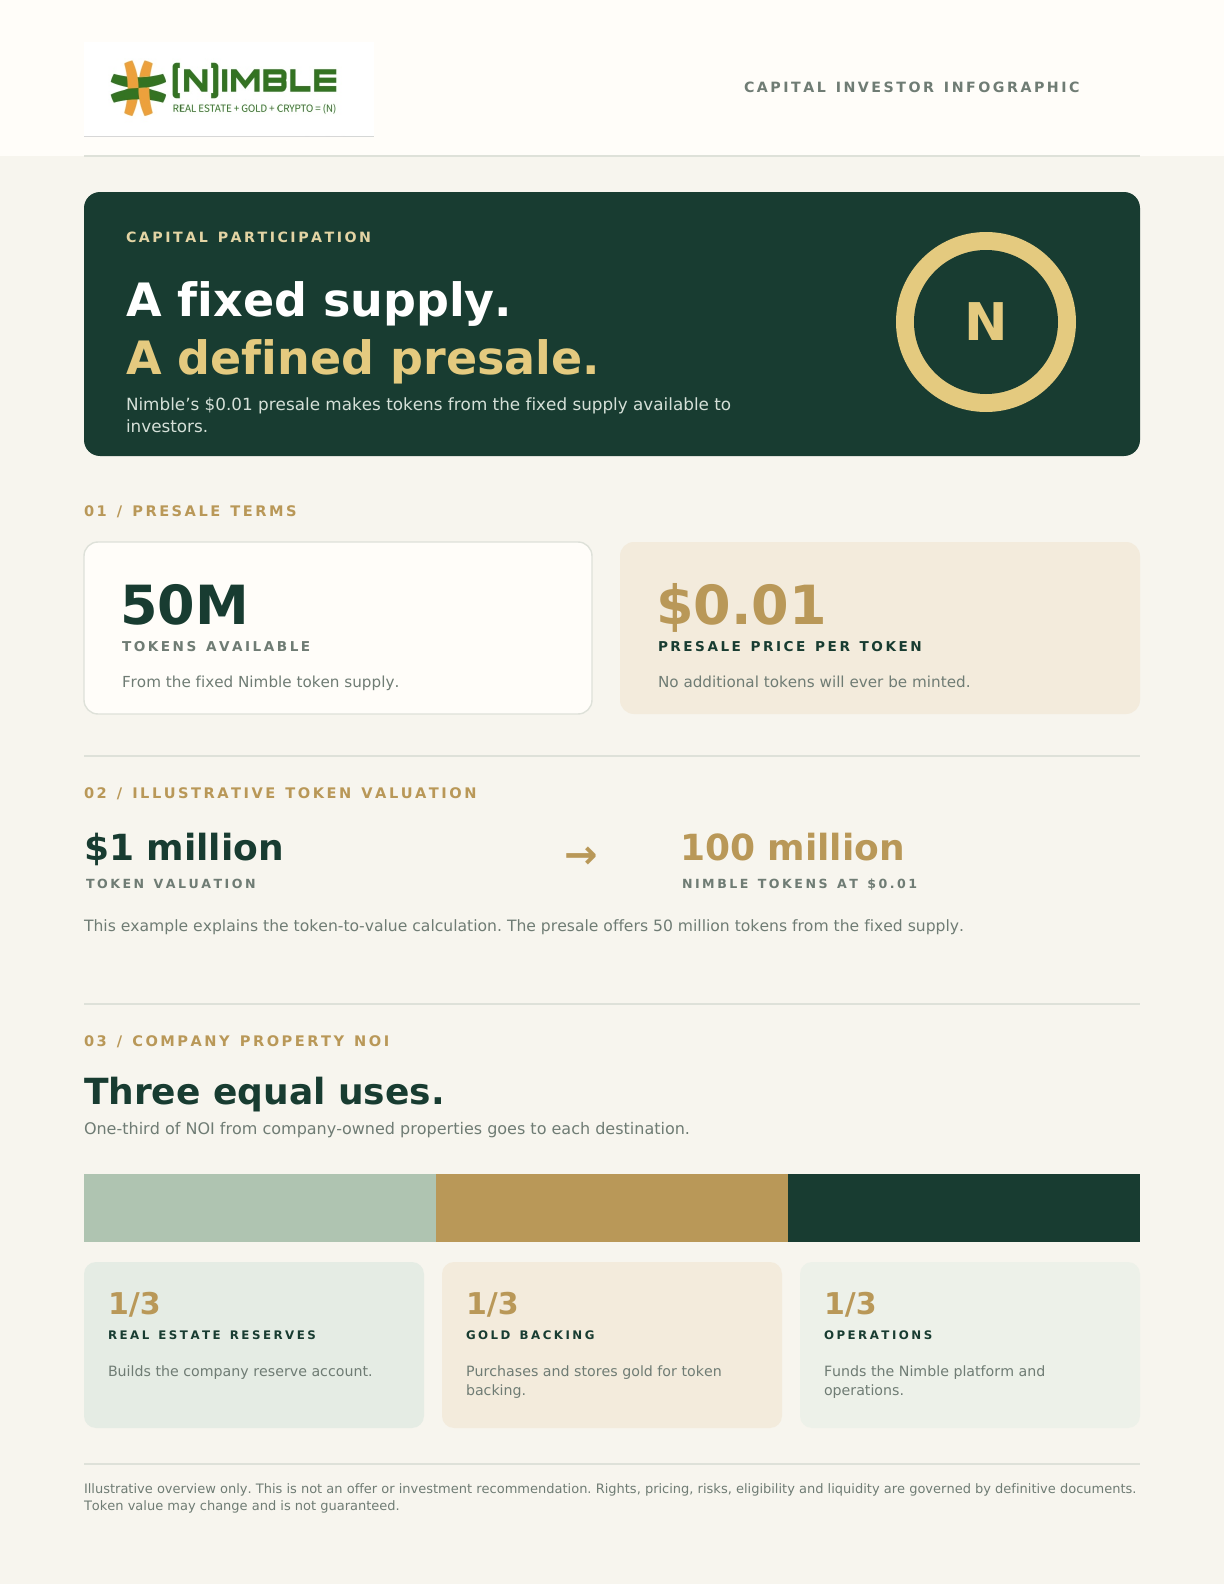 [N]IMBLE
REAL ESTATE + GOLD + CRYPTO = (N)
CAPITAL INVESTOR INFOGRAPHIC
CAPITAL PARTICIPATION
A fixed supply.
A defined presale.
Nimble’s $0.01 presale makes tokens from the fixed supply available to
investors.
N
01 / PRESALE TERMS
50M
TOKENS AVAILABLE
From the fixed Nimble token supply.
$0.01
PRESALE PRICE PER TOKEN
No additional tokens will ever be minted.
02 / ILLUSTRATIVE TOKEN VALUATION
$1 million
TOKEN VALUATION
→
100 million
NIMBLE TOKENS AT $0.01
This example explains the token-to-value calculation. The presale offers 50 million tokens from the fixed supply.
03 / COMPANY PROPERTY NOI
Three equal uses.
One-third of NOI from company-owned properties goes to each destination.
1/3
REAL ESTATE RESERVES
Builds the company reserve account.
1/3
GOLD BACKING
Purchases and stores gold for token
backing.
1/3
OPERATIONS
Funds the Nimble platform and
operations.
Illustrative overview only. This is not an offer or investment recommendation. Rights, pricing, risks, eligibility and liquidity are governed by definitive documents.
Token value may change and is not guaranteed.